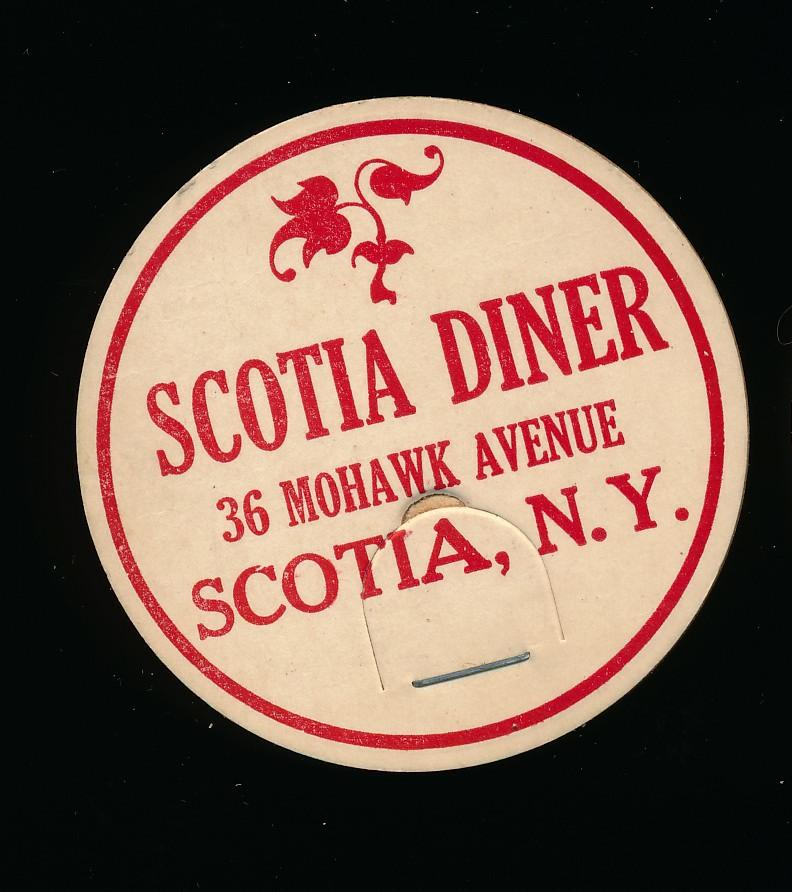 SCOTIA DINER
36 MOHAWK AVENUE
SCOTIA, N.Y.